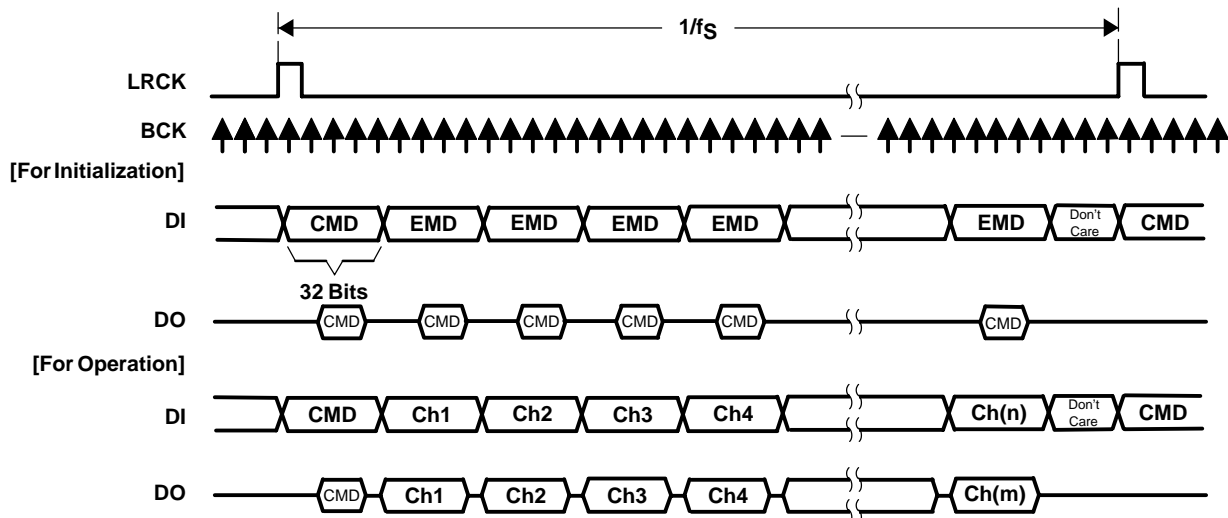 1/fS
LRCK
BCK
[For Initialization]
DI CMD EMD EMD EMD EMD EMD Don't Care CMD
32 Bits
DO CMD CMD CMD CMD CMD CMD
[For Operation]
DI CMD Ch1 Ch2 Ch3 Ch4 Ch(n) Don't Care CMD
DO CMD Ch1 Ch2 Ch3 Ch4 Ch(m)